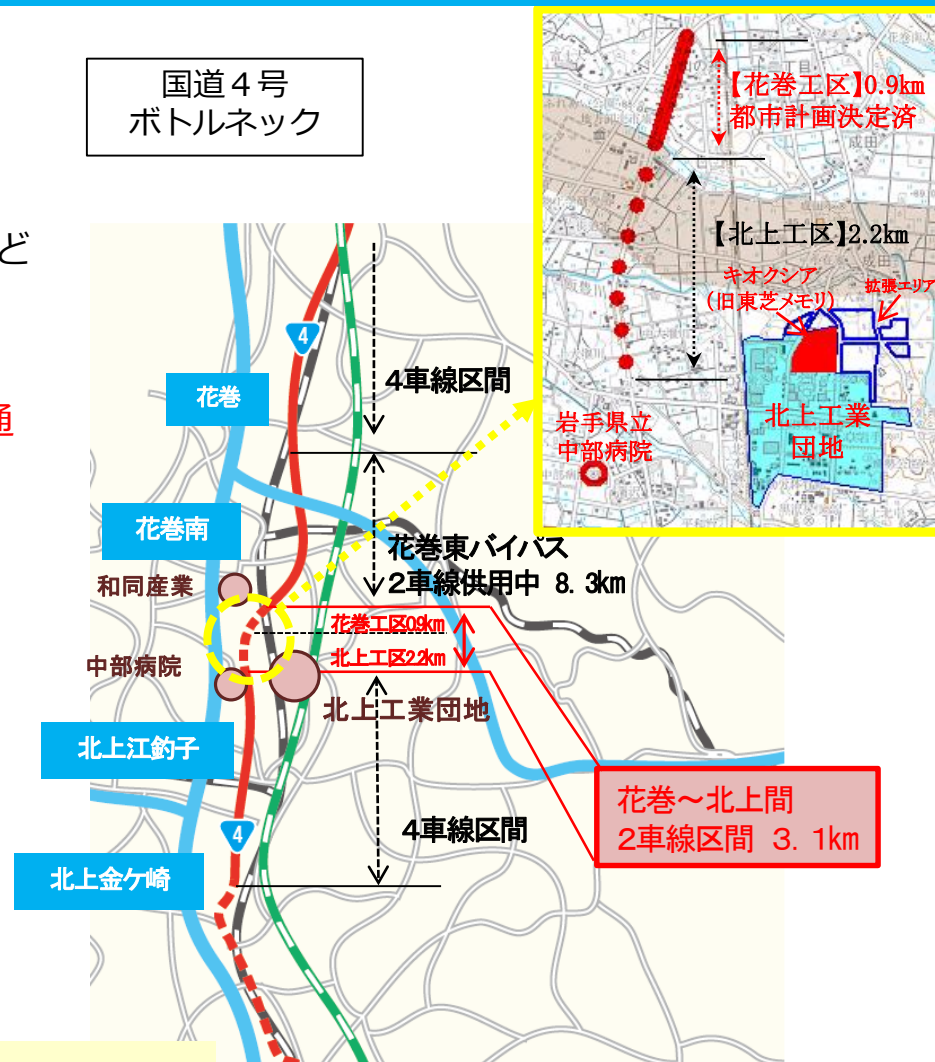 国道４号
ボトルネック
ど
通
【花巻工区】0.9km
都市計画決定済
成田
【北上工区】2.2km
成田
キオクシア
(旧東芝メモリ)
拡張エリア
北上工業
団地
岩手県立
中部病院
4
花巻
4車線区間
花巻南
花巻東バイパス
2車線供用中 8.3km
和同産業
花巻工区0.9km
北上工区2.2km
中部病院
北上工業団地
北上江釣子
花巻～北上間
2車線区間 3.1km
4
4車線区間
北上金ケ崎